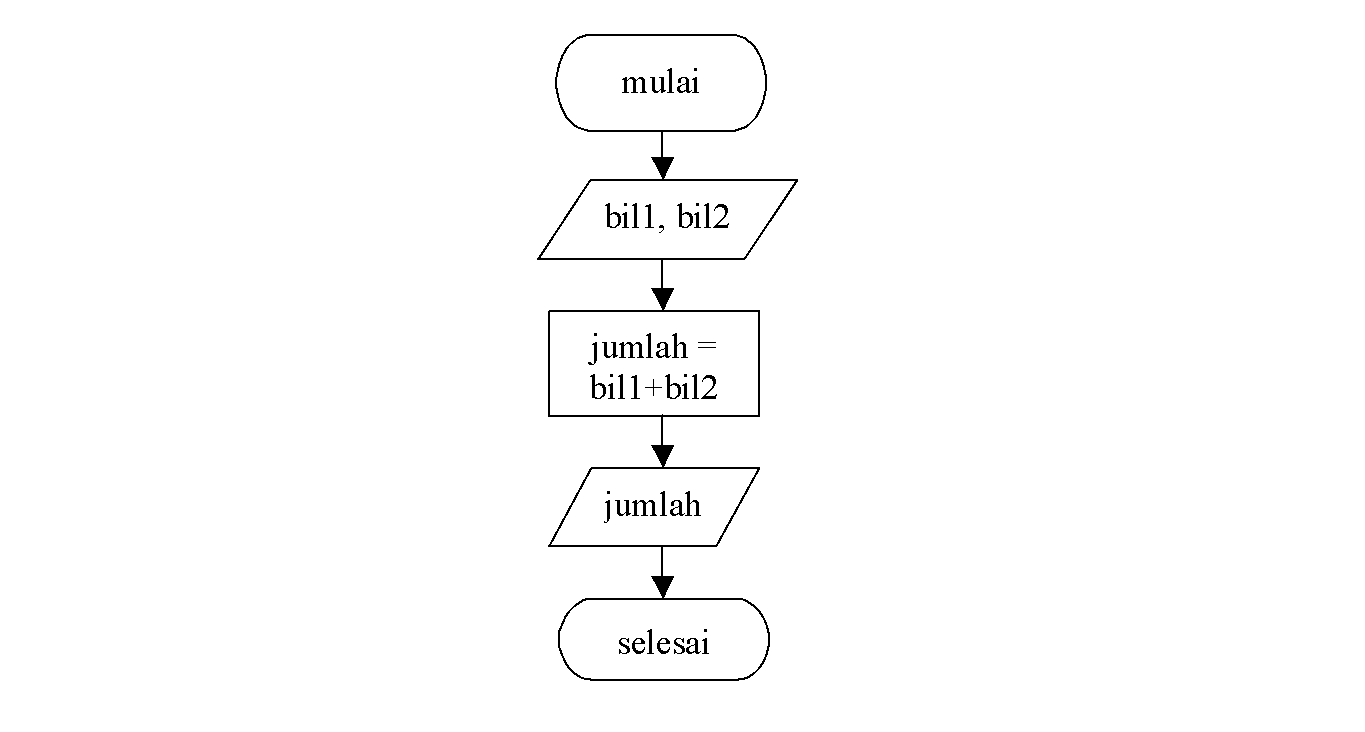 mulai
bil1, bil2
jumlah =
bil1+bil2
jumlah
selesai